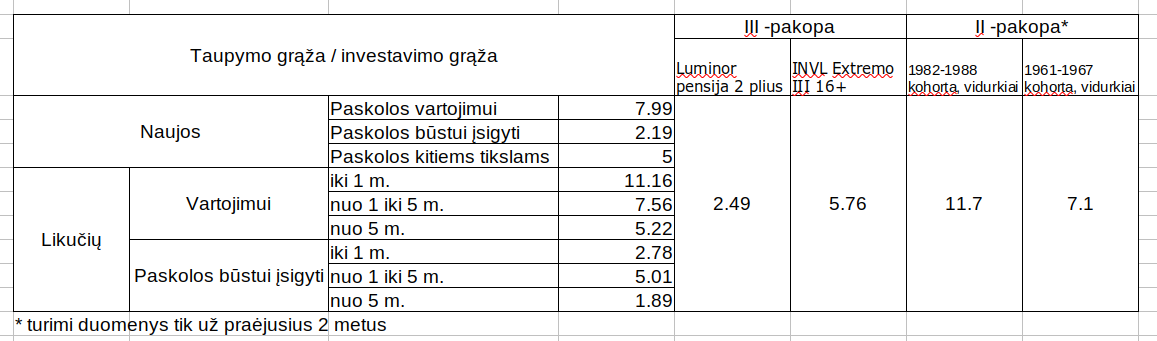 Taupymo grąža / investavimo grąža
III -pakopa
II -pakopa*
Luminor
pensija 2 plius
INVL Extremo
III 16+
1982-1988
kohorta, vidurkiai
1961-1967
kohorta, vidurkiai
Naujos
Paskolos vartojimui 7.99
Paskolos būstui įsigyti 2.19
Paskolos kitiems tikslams 5
Likučių
Vartojimui
iki 1 m. 11.16
nuo 1 iki 5 m. 7.56
nuo 5 m. 5.22
Paskolos būstui įsigyti
iki 1 m. 2.78
nuo 1 iki 5 m. 5.01
nuo 5 m. 1.89
2.49
5.76
11.7
7.1
* turimi duomenys tik už praėjusius 2 metus